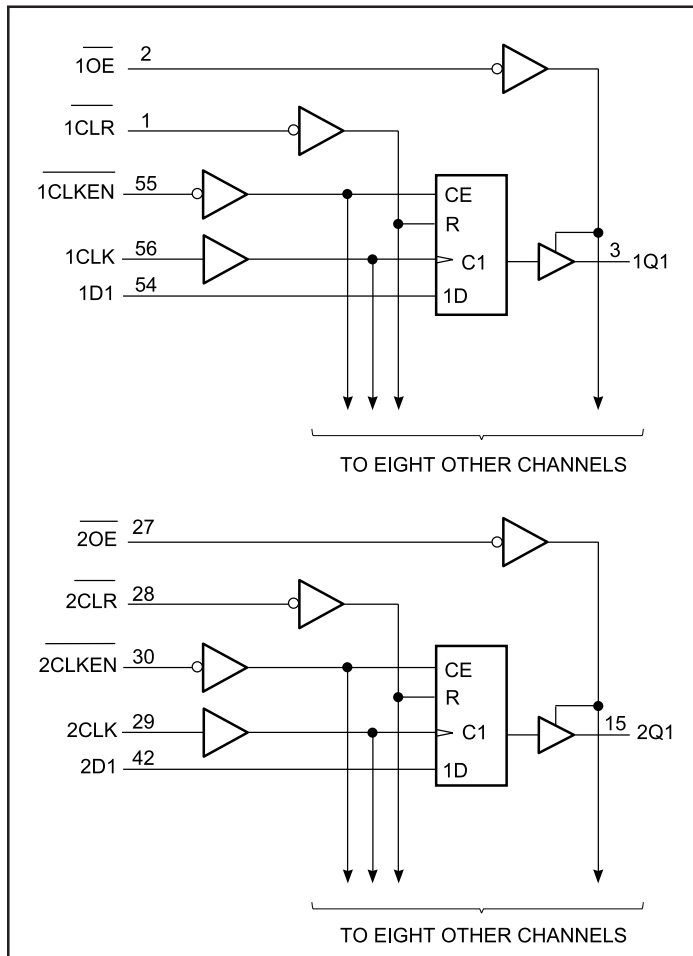 1OE 2
1CLR 1
1CLKEN 55
CE
R
1CLK 56
C1
3 1Q1
1D1 54
1D
TO EIGHT OTHER CHANNELS
2OE 27
2CLR 28
2CLKEN 30
CE
R
2CLK 29
C1
15 2Q1
2D1 42
1D
TO EIGHT OTHER CHANNELS